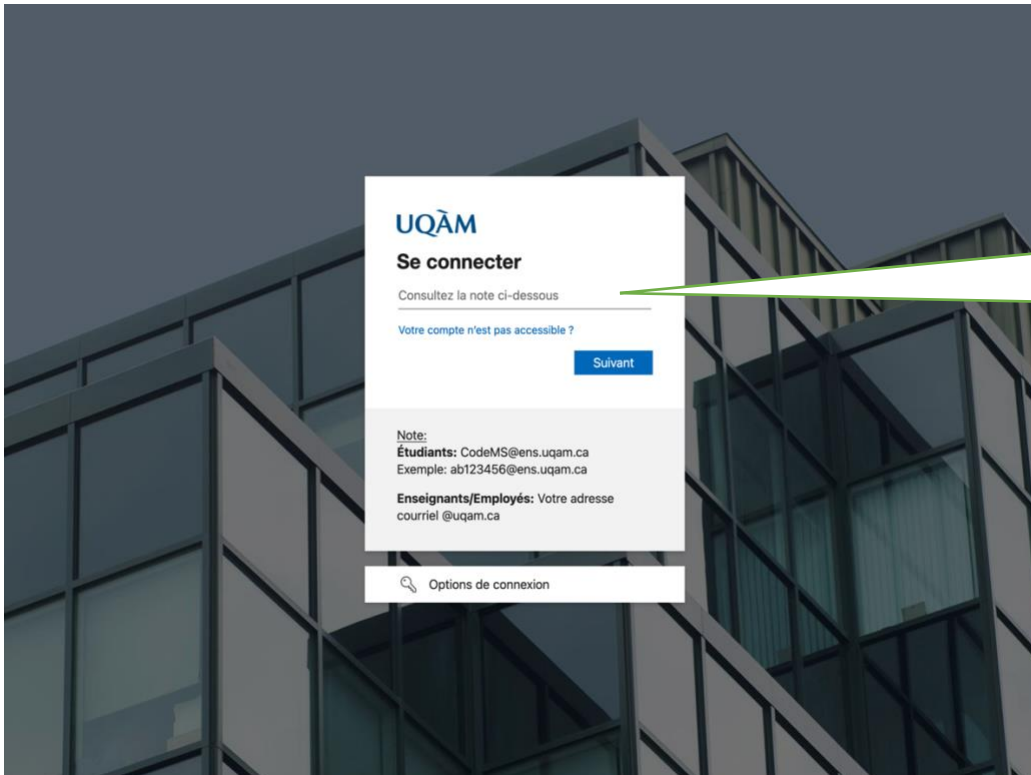 UQÀM
Se connecter
Consultez la note ci-dessous
Votre compte n'est pas accessible ?
Suivant
Note:
Étudiants: CodeMS@ens.uqam.ca
Exemple: ab123456@ens.uqam.ca
Enseignants/Employés: Votre adresse
courriel @uqam.ca
Options de connexion